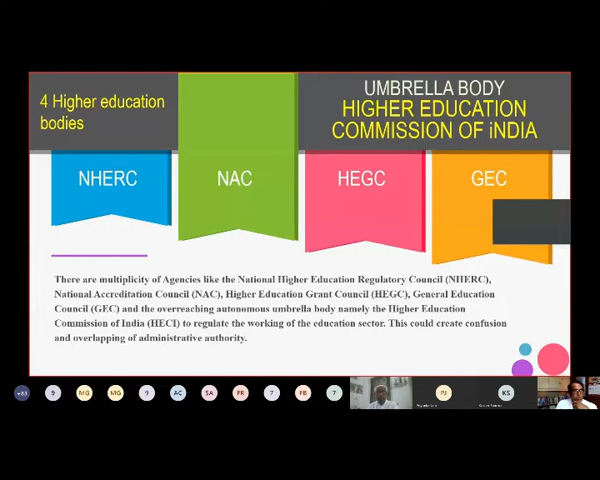 4 Higher education
bodies
UMBRELLA BODY
HIGHER EDUCATION
COMMISSION OF iNDIA
NHERC
NAC
HEGC
GEC
There are multiplicity of Agencies like the National Higher Education Regulatory Council (NHERC),
National Accreditation Council (NAC), Higher Education Grant Council (HEGC), General Education
Council (GEC) and the overreaching autonomous umbrella body namely the Higher Education
Commission of India (HECI) to regulate the working of the education sector. This could create confusion
and overlapping of administrative authority.
+83
9
MG
MG
9
AC
SA
FR
7
FB
7
PJ
KS